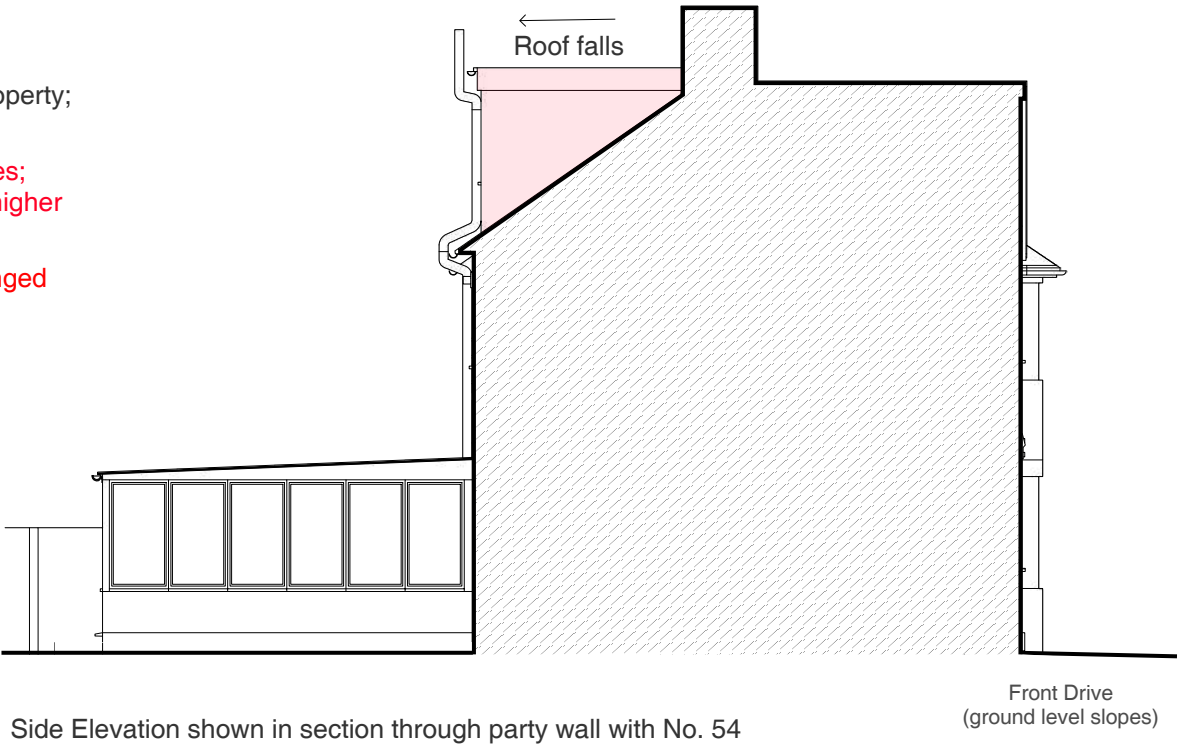 Roof falls
operty;
es;
nigher
nged
Front Drive
(ground level slopes)
Side Elevation shown in section through party wall with No. 54